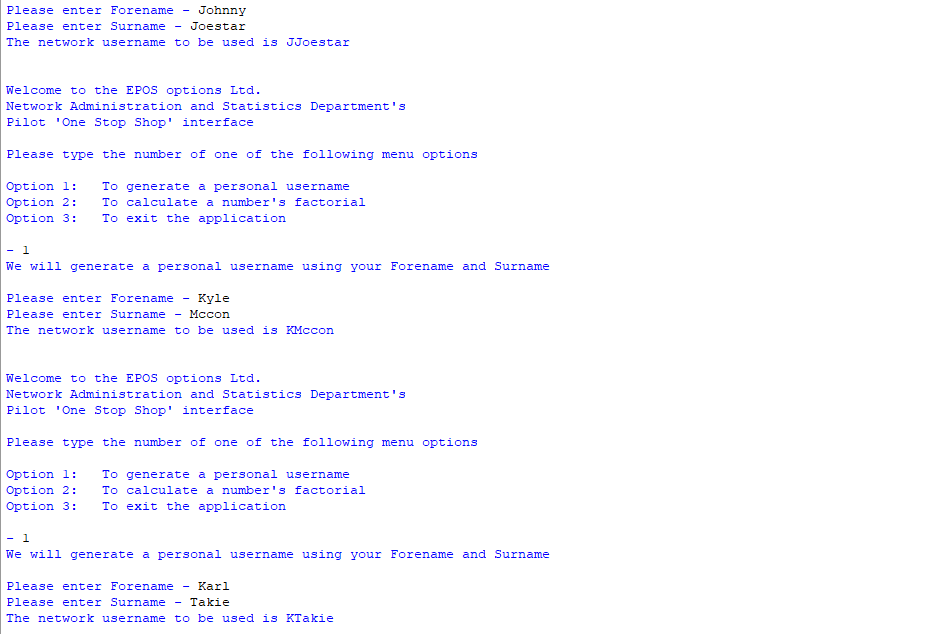 Please enter Forename - Johnny
Please enter Surname - Joestar
The network username to be used is JJoestar
Welcome to the EPOS options Ltd.
Network Administration and Statistics Department's
Pilot 'One Stop Shop' interface
Please type the number of one of the following menu options
Option 1:   To generate a personal username
Option 2:   To calculate a number's factorial
Option 3:   To exit the application
- 1
We will generate a personal username using your Forename and Surname
Please enter Forename - Kyle
Please enter Surname - Mccon
The network username to be used is KMccon
Welcome to the EPOS options Ltd.
Network Administration and Statistics Department's
Pilot 'One Stop Shop' interface
Please type the number of one of the following menu options
Option 1:   To generate a personal username
Option 2:   To calculate a number's factorial
Option 3:   To exit the application
- 1
We will generate a personal username using your Forename and Surname
Please enter Forename - Karl
Please enter Surname - Takie
The network username to be used is KTakie